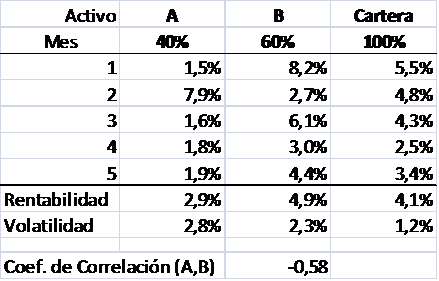 Activo A B Cartera
Mes 40% 60% 100%
1 1,5% 8,2% 5,5%
2 7,9% 2,7% 4,8%
3 1,6% 6,1% 4,3%
4 1,8% 3,0% 2,5%
5 1,9% 4,4% 3,4%
Rentabilidad 2,9% 4,9% 4,1%
Volatilidad 2,8% 2,3% 1,2%
Coef. de Correlación (A,B) -0,58